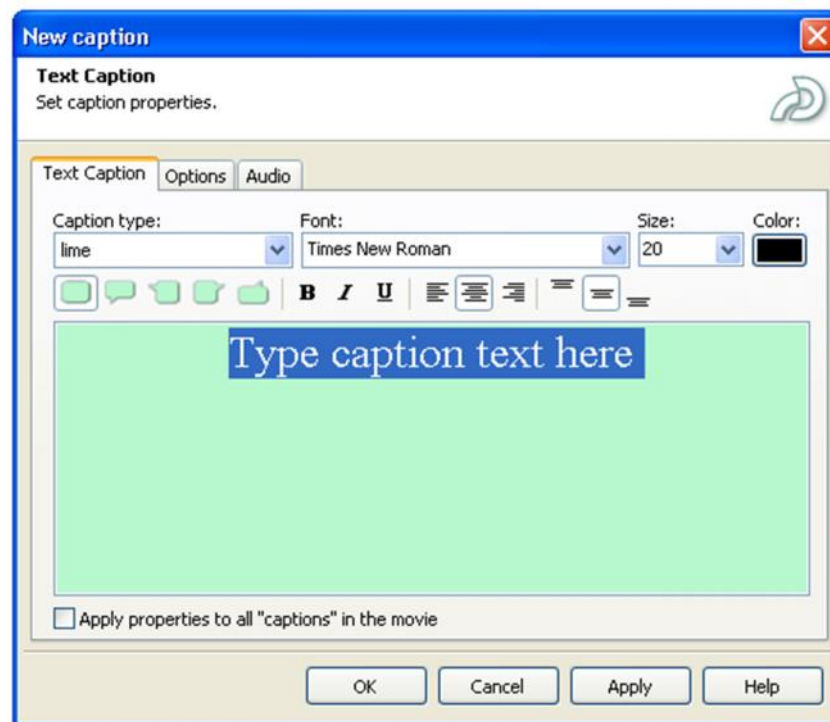 New caption
Text Caption
Set caption properties.
Text Caption Options Audio
Caption type: Font: Size: Color:
lime Times New Roman 20
B I U
Type caption text here
Apply properties to all "captions" in the movie
OK Cancel Apply Help